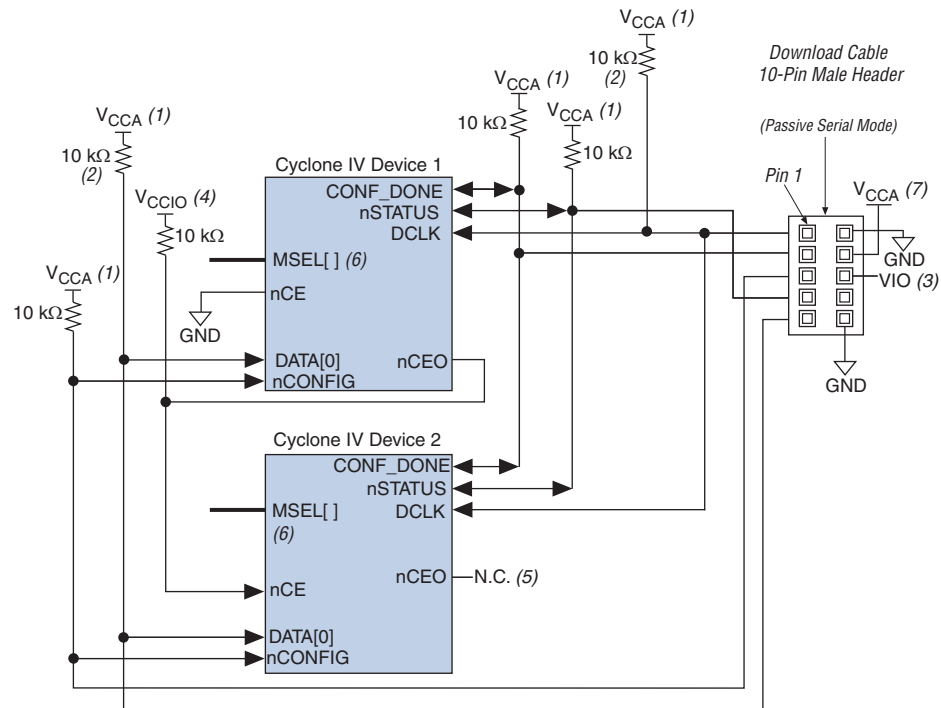 VCCA (1)
10 kΩ
(2)
Download Cable
10-Pin Male Header
(Passive Serial Mode)
Pin 1
VCCA (7)
GND
VIO (3)
GND
VCCA (1)
10 kΩ
VCCA (1)
10 kΩ
VCCA (1)
10 kΩ
(2)
VCCIO (4)
10 kΩ
VCCA (1)
10 kΩ
Cyclone IV Device 1
CONF_DONE
nSTATUS
DCLK
MSEL[ ] (6)
nCE
GND
DATA[0]
nCEO
nCONFIG
Cyclone IV Device 2
CONF_DONE
nSTATUS
MSEL[ ]
DCLK
(6)
nCEO
N.C. (5)
nCE
DATA[0]
nCONFIG